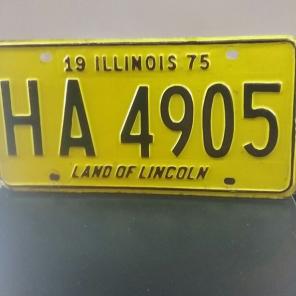 19 ILLINOIS 75
HA 4905
LAND OF LINCOLN